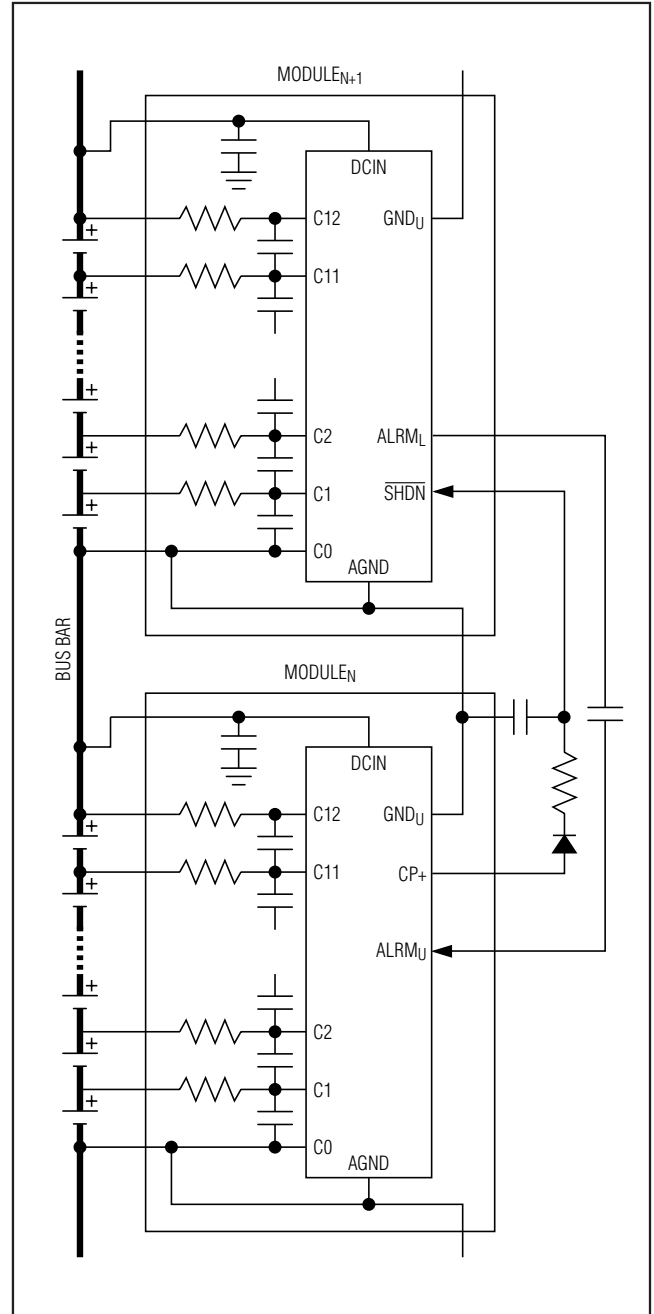 MODULEN+1
DCIN
C12
GNDU
C11
C2
ALRML
C1
SHDN
C0
AGND
BUS BAR
MODULEN
DCIN
C12
GNDU
C11
CP+
ALRMU
C2
C1
C0
AGND